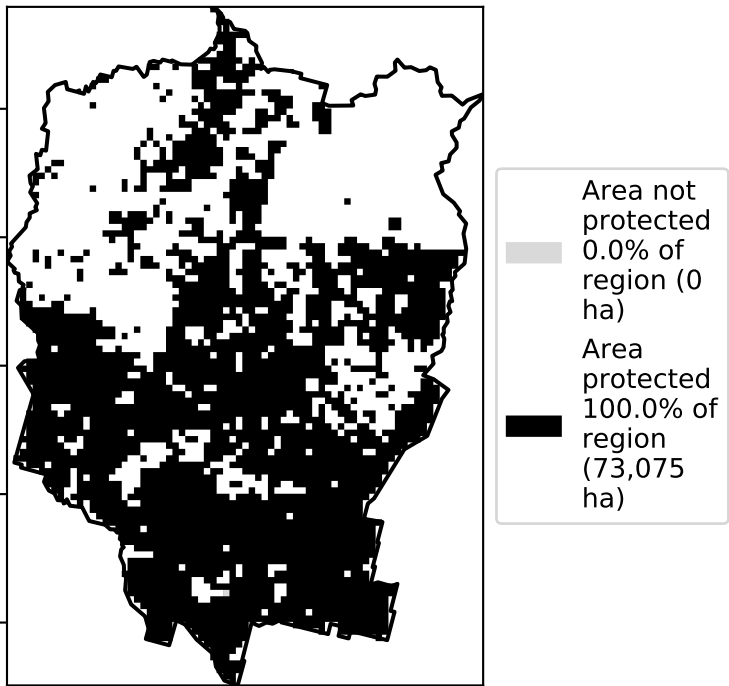 Area not
protected
0.0% of
region (0
ha)
Area
protected
100.0% of
region
(73,075
ha)